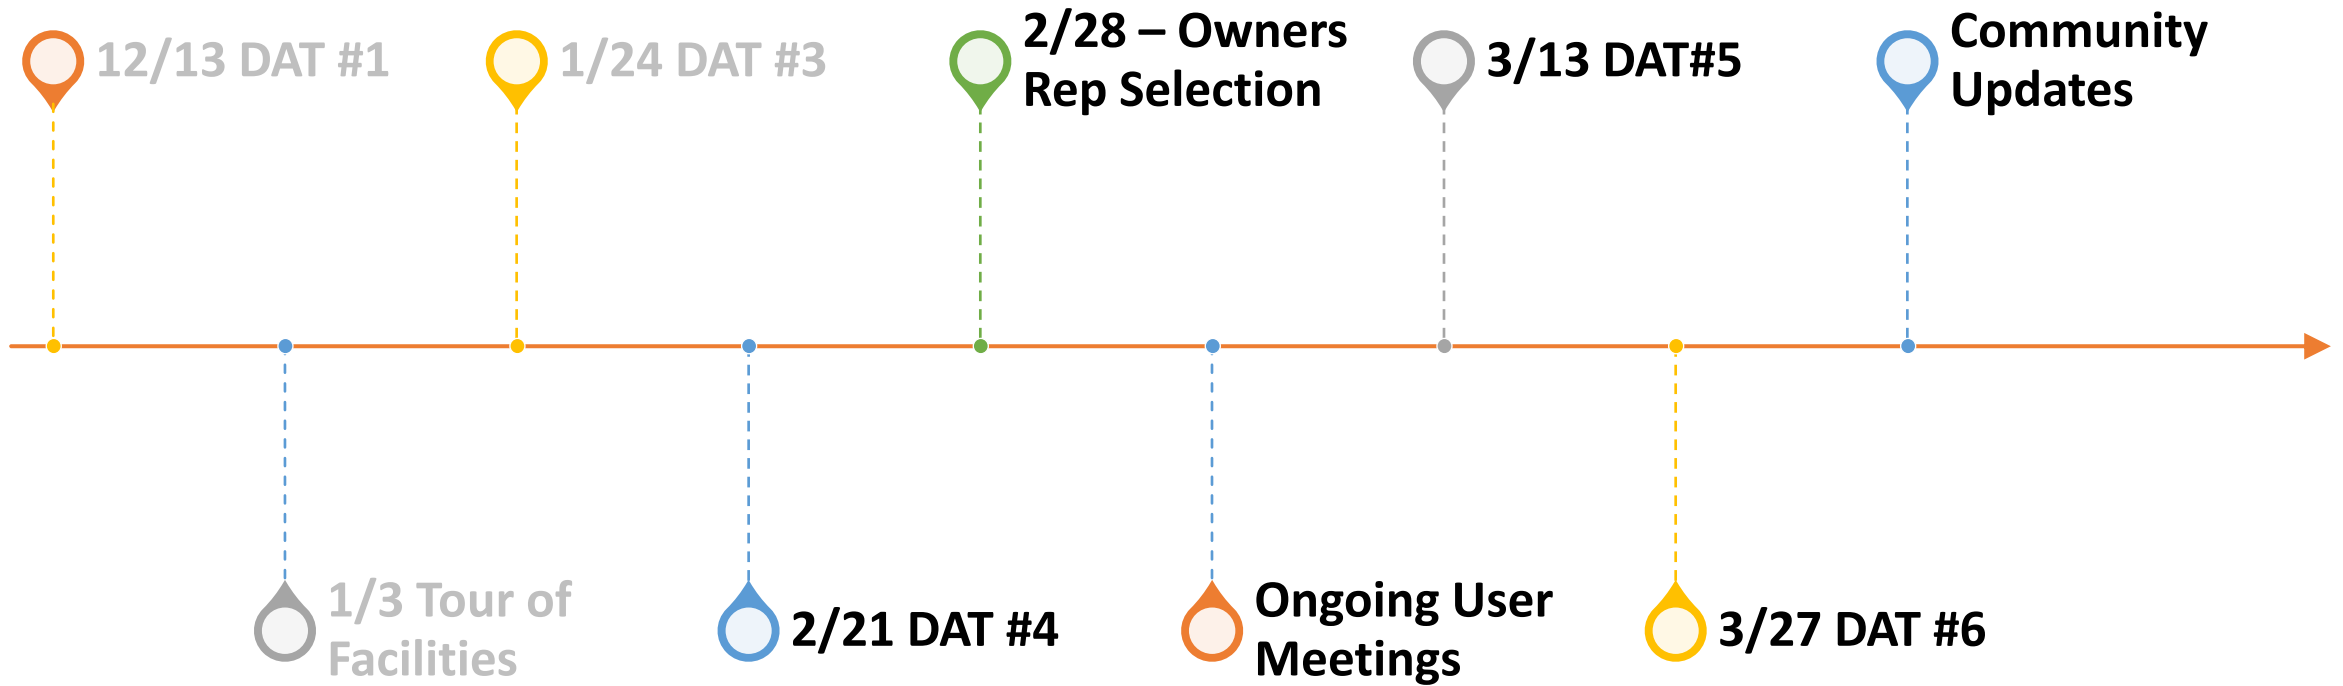 12/13 DAT #1
1/24 DAT #3
2/28 – Owners
Rep Selection
3/13 DAT#5
Community
Updates
1/3 Tour of
Facilities
2/21 DAT #4
Ongoing User
Meetings
3/27 DAT #6